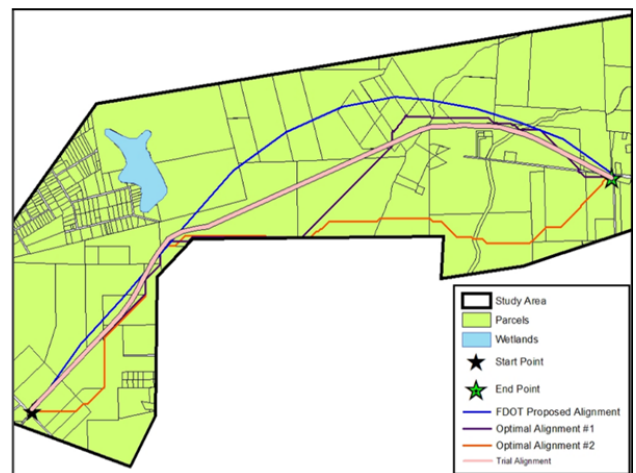 Study Area
Parcels
Wetlands
Start Point
End Point
FDOT Proposed Alignment
Optimal Alignment #1
Optimal Alignment #2
Trial Alignment